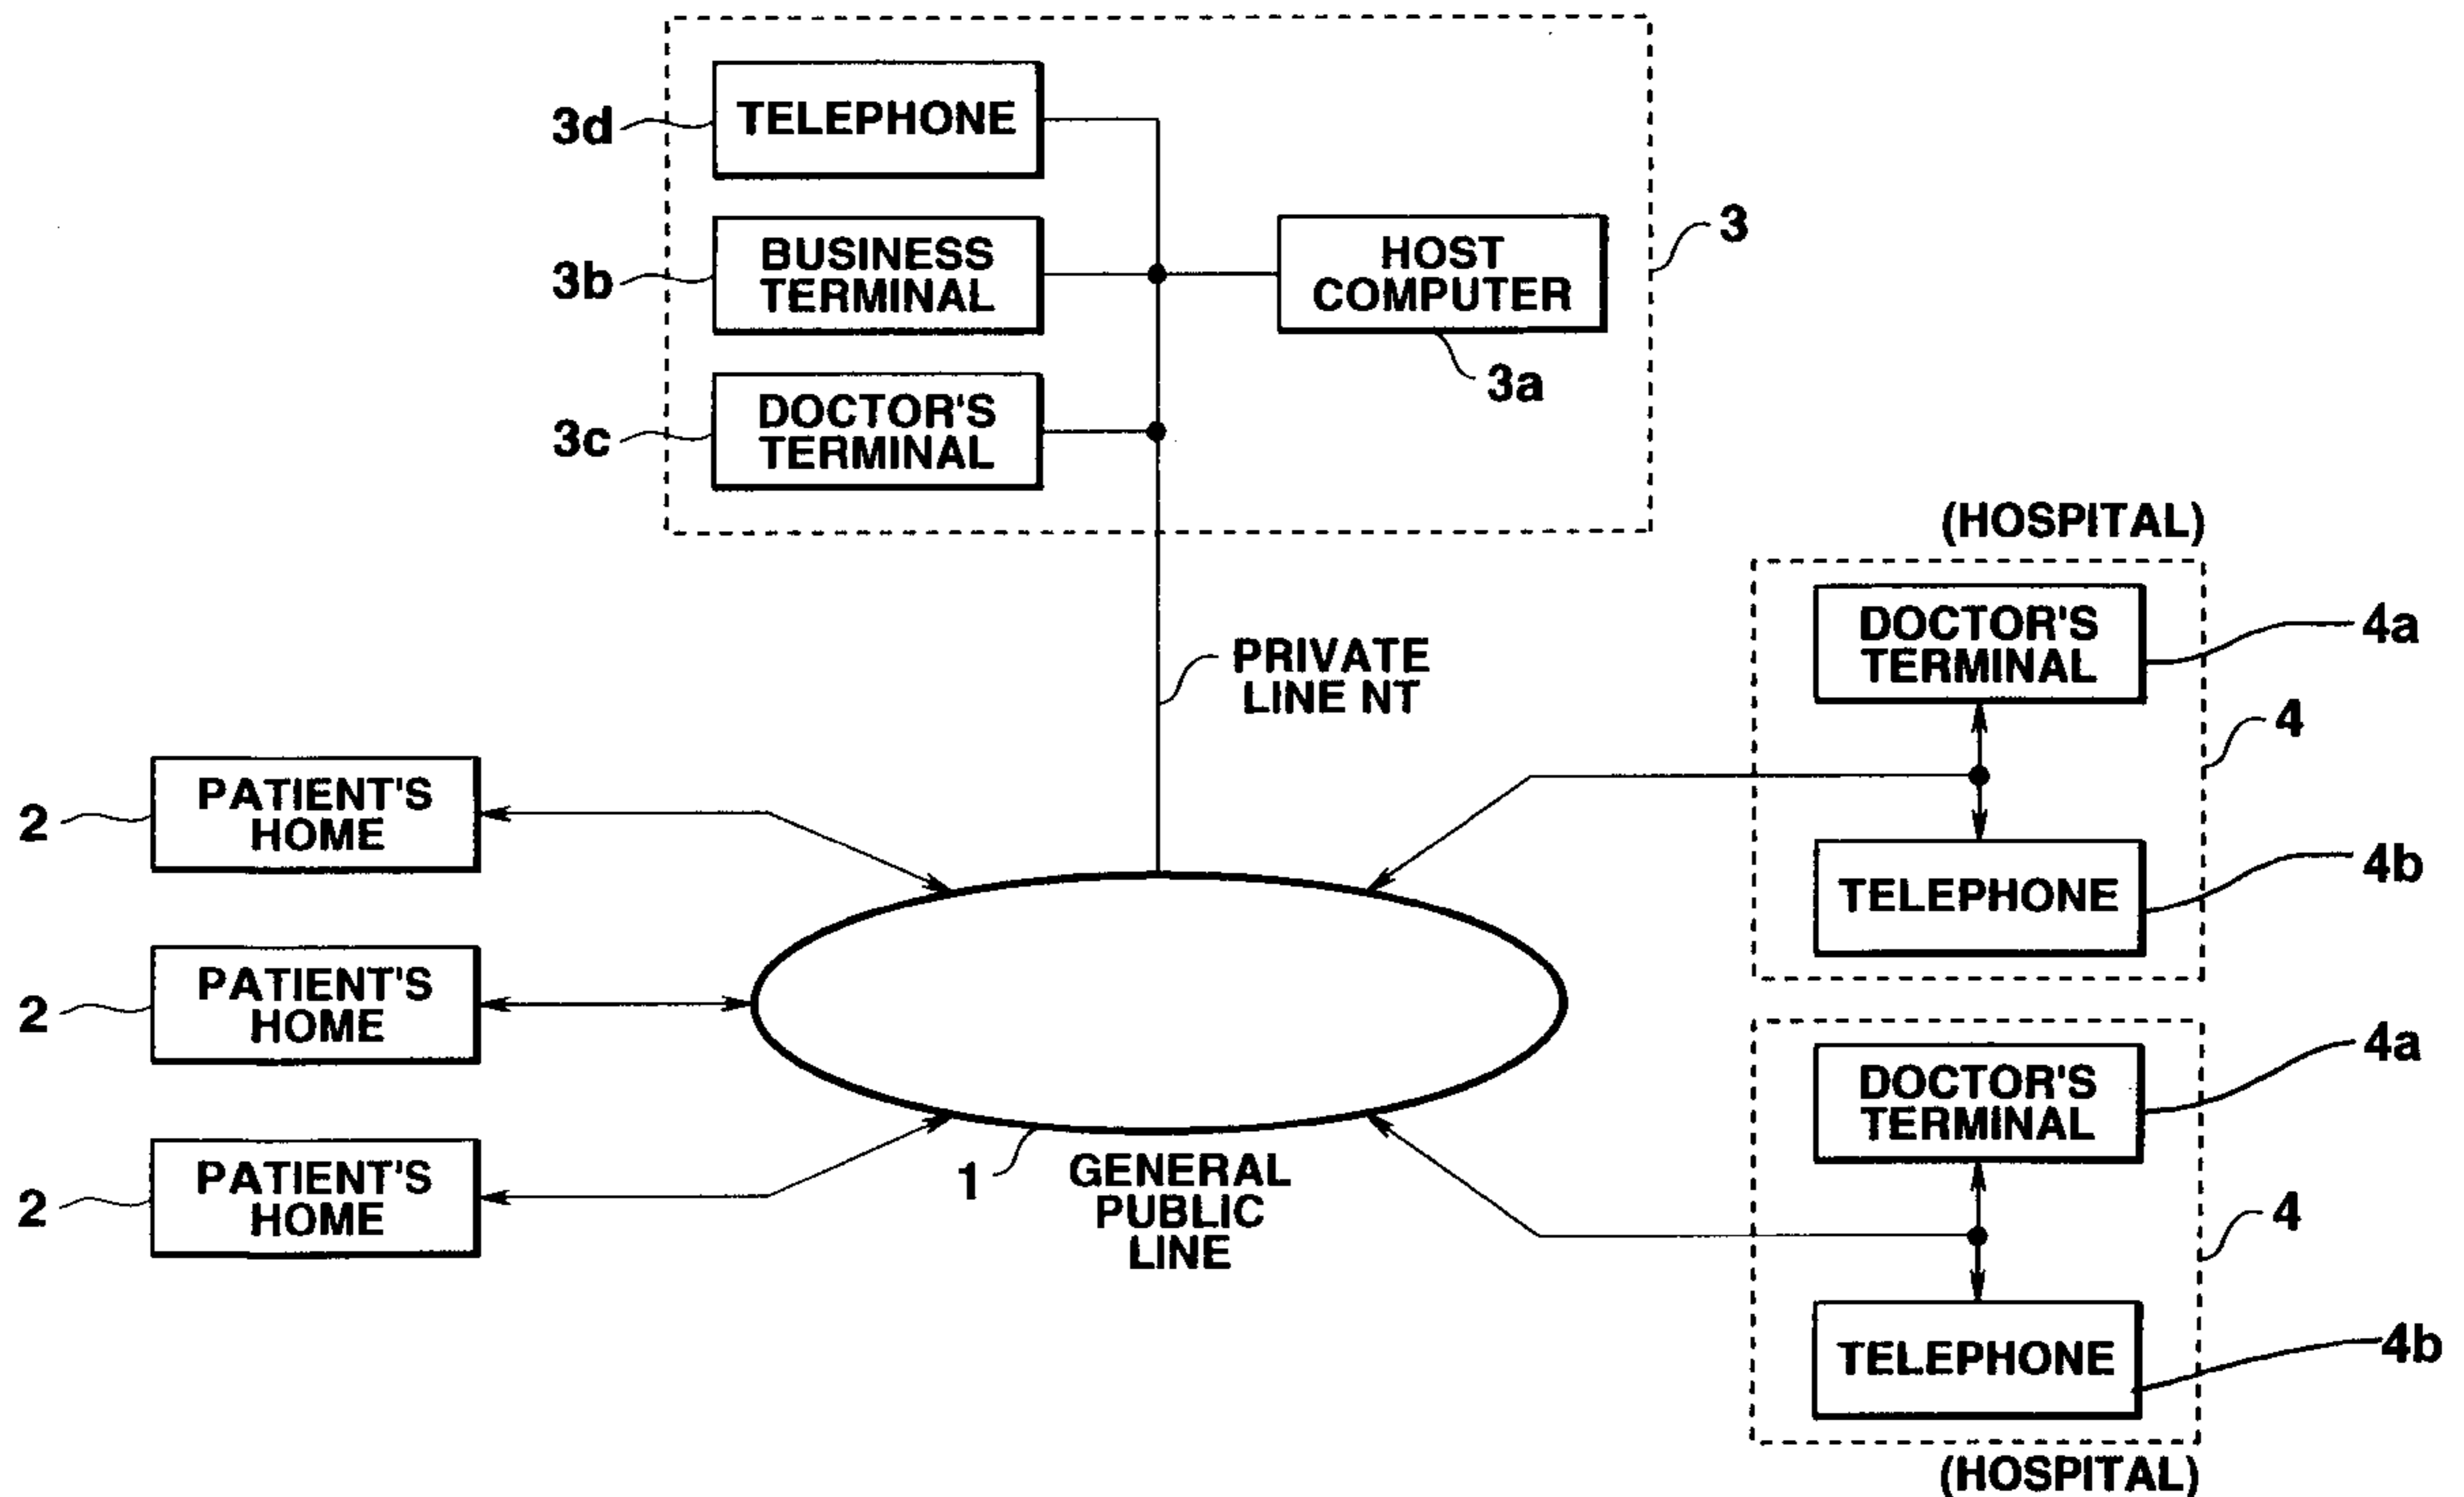 3d
TELEPHONE
3b
BUSINESS
TERMINAL
HOST
COMPUTER
3
3a
3c
DOCTOR'S
TERMINAL
(HOSPITAL)
DOCTOR'S
TERMINAL
4a
PRIVATE
LINE NT
4
2
PATIENT'S
HOME
TELEPHONE
4b
2
PATIENT'S
HOME
DOCTOR'S
TERMINAL
4a
2
PATIENT'S
HOME
1
GENERAL
PUBLIC
LINE
4
TELEPHONE
4b
(HOSPITAL)